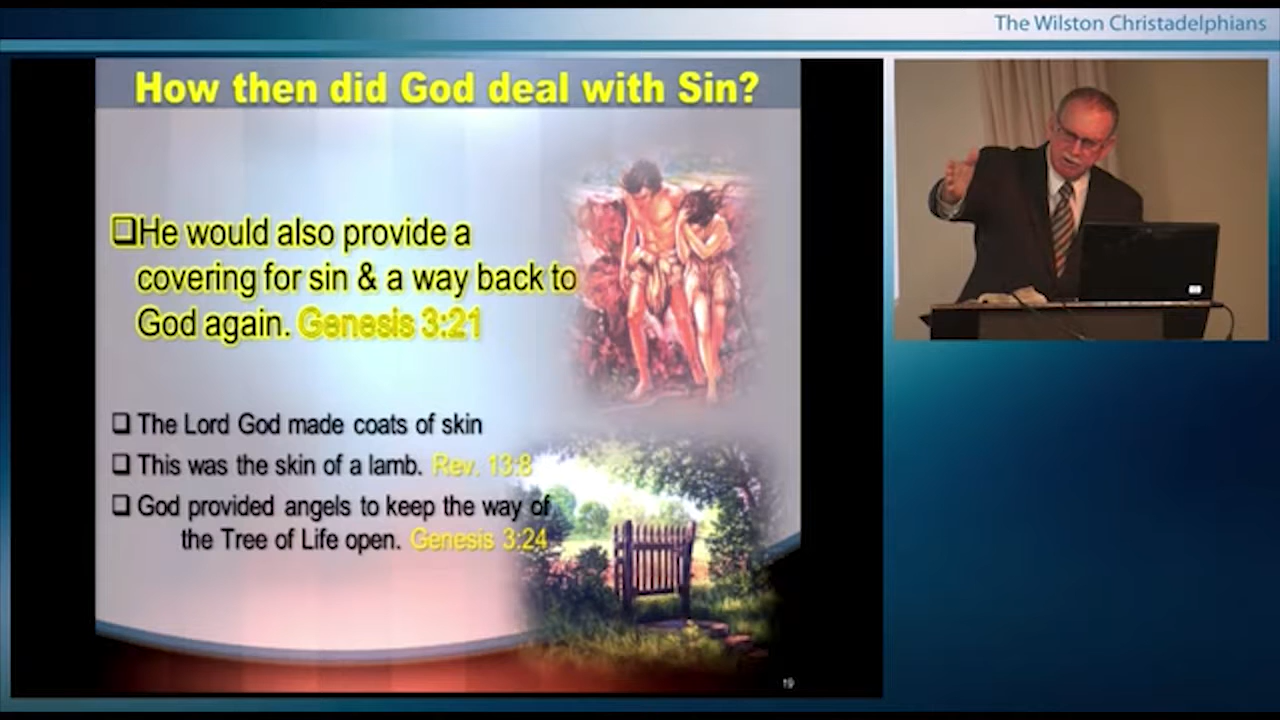 The Wilston Christadelphians
How then did God deal with Sin?
❑He would also provide a
covering for sin & a way back to
God again. Genesis 3:21
❑ The Lord God made coats of skin
❑ This was the skin of a lamb. Rev. 13:8
❑ God provided angels to keep the way of
the Tree of Life open. Genesis 3:24
19